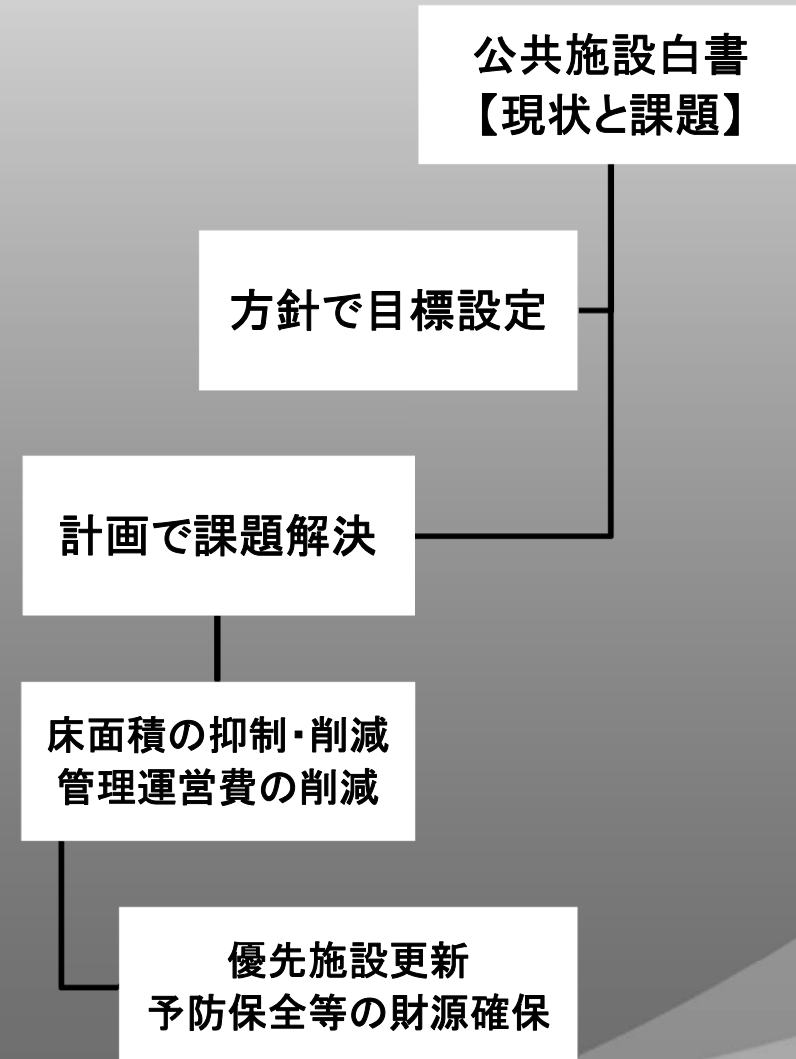 公共施設白書
【現状と課題】
方針で目標設定
計画で課題解決
床面積の抑制・削減
管理運営費の削減
優先施設更新
予防保全等の財源確保